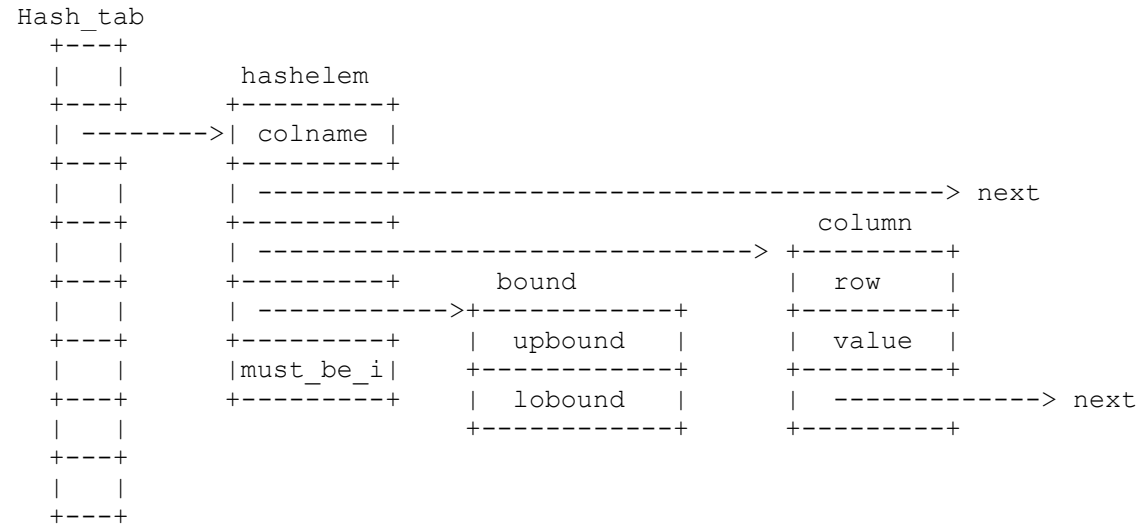 Hash_tab
hashelem
colname
next
column
bound
row
upbound
value
must_be_i
lobound
next